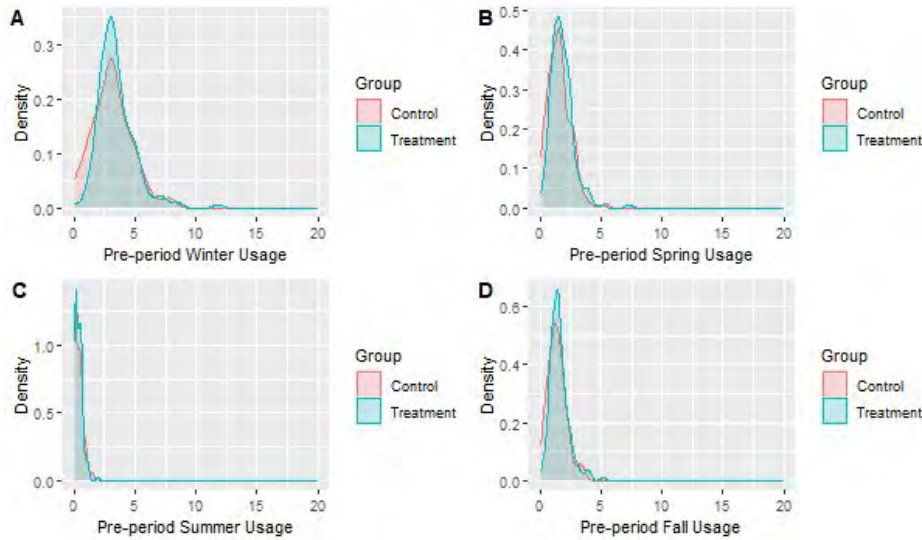 A
0.3
0.2
0.1
0.0
Density
0 5 10 15 20
Pre-period Winter Usage
Group
Control
Treatment
B
0.5
0.4
0.3
0.2
0.1
0.0
Density
0 5 10 15 20
Pre-period Spring Usage
Group
Control
Treatment
C
1.0
0.5
0.0
Density
0 5 10 15 20
Pre-period Summer Usage
Group
Control
Treatment
D
0.6
0.4
0.2
0.0
Density
0 5 10 15 20
Pre-period Fall Usage
Group
Control
Treatment